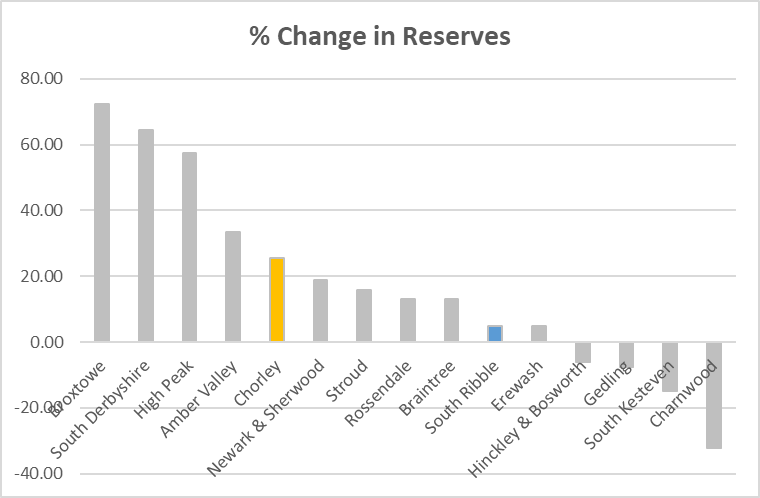 % Change in Reserves
80.00
60.00
40.00
20.00
0.00
-20.00
-40.00
Broxtowe
South Derbyshire
High Peak
Amber Valley
Chorley
Newark & Sherwood
Stroud
Rossendale
Braintree
South Ribble
Erewash
Hinckley & Bosworth
Gedling
South Kesteven
Charnwood